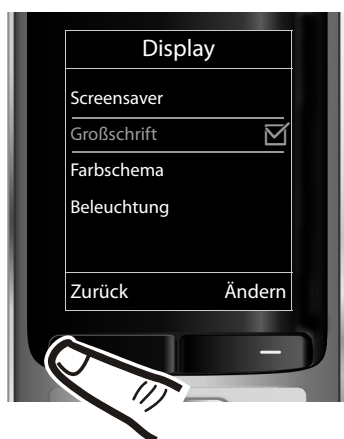 Display
Screensaver
Großschrift
Farbschema
Beleuchtung
Zurück Ändern